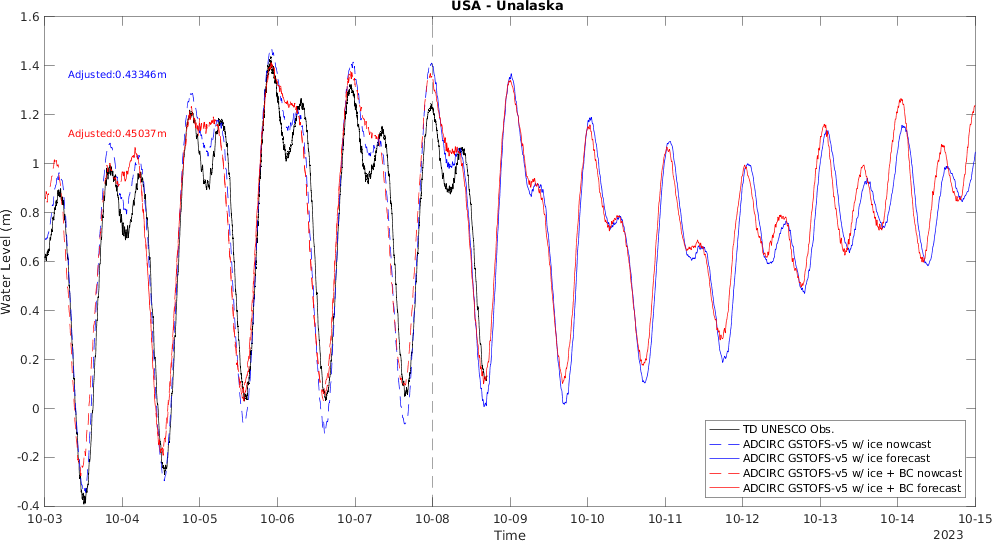 USA - Unalaska
1.6
1.4
1.2
1
0.8
0.6
0.4
0.2
0
-0.2
-0.4
Water Level (m)
Adjusted:0.43346m
Adjusted:0.45037m
TD UNESCO Obs.
ADCIRC GSTOFS-v5 w/ ice nowcast
ADCIRC GSTOFS-v5 w/ ice forecast
ADCIRC GSTOFS-v5 w/ ice + BC nowcast
ADCIRC GSTOFS-v5 w/ ice + BC forecast
10-03 10-04 10-05 10-06 10-07 10-08 10-09 10-10 10-11 10-12 10-13 10-14 10-15
Time
2023